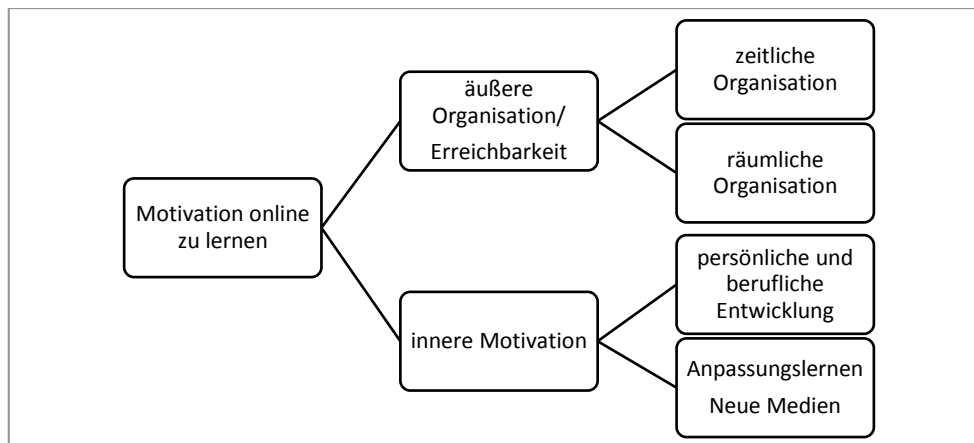 Motivation online
zu lernen
äußere
Organisation/
Erreichbarkeit
zeitliche
Organisation
räumliche
Organisation
innere Motivation
persönliche und
berufliche
Entwicklung
Anpassungslernen
Neue Medien